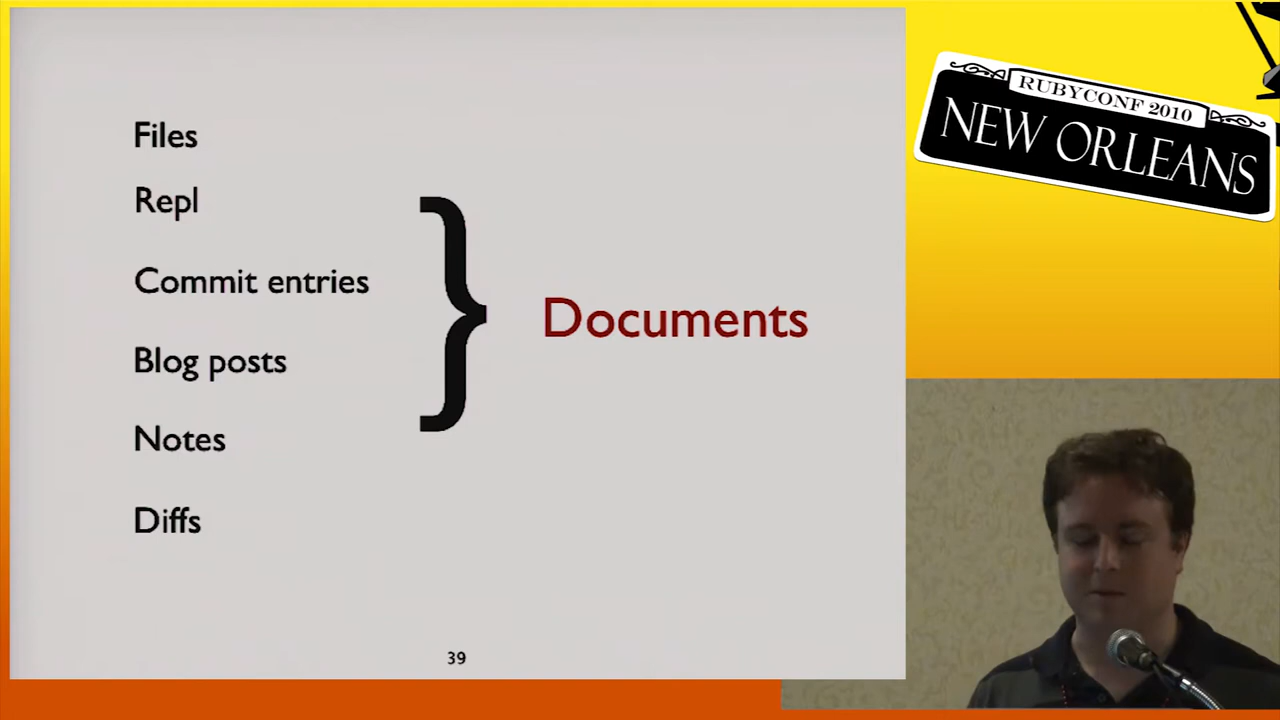 Files
Repl
Commit entries
Blog posts
Notes
Diffs
}
Documents
39
RUBYCONF 2010
NEW ORLEANS